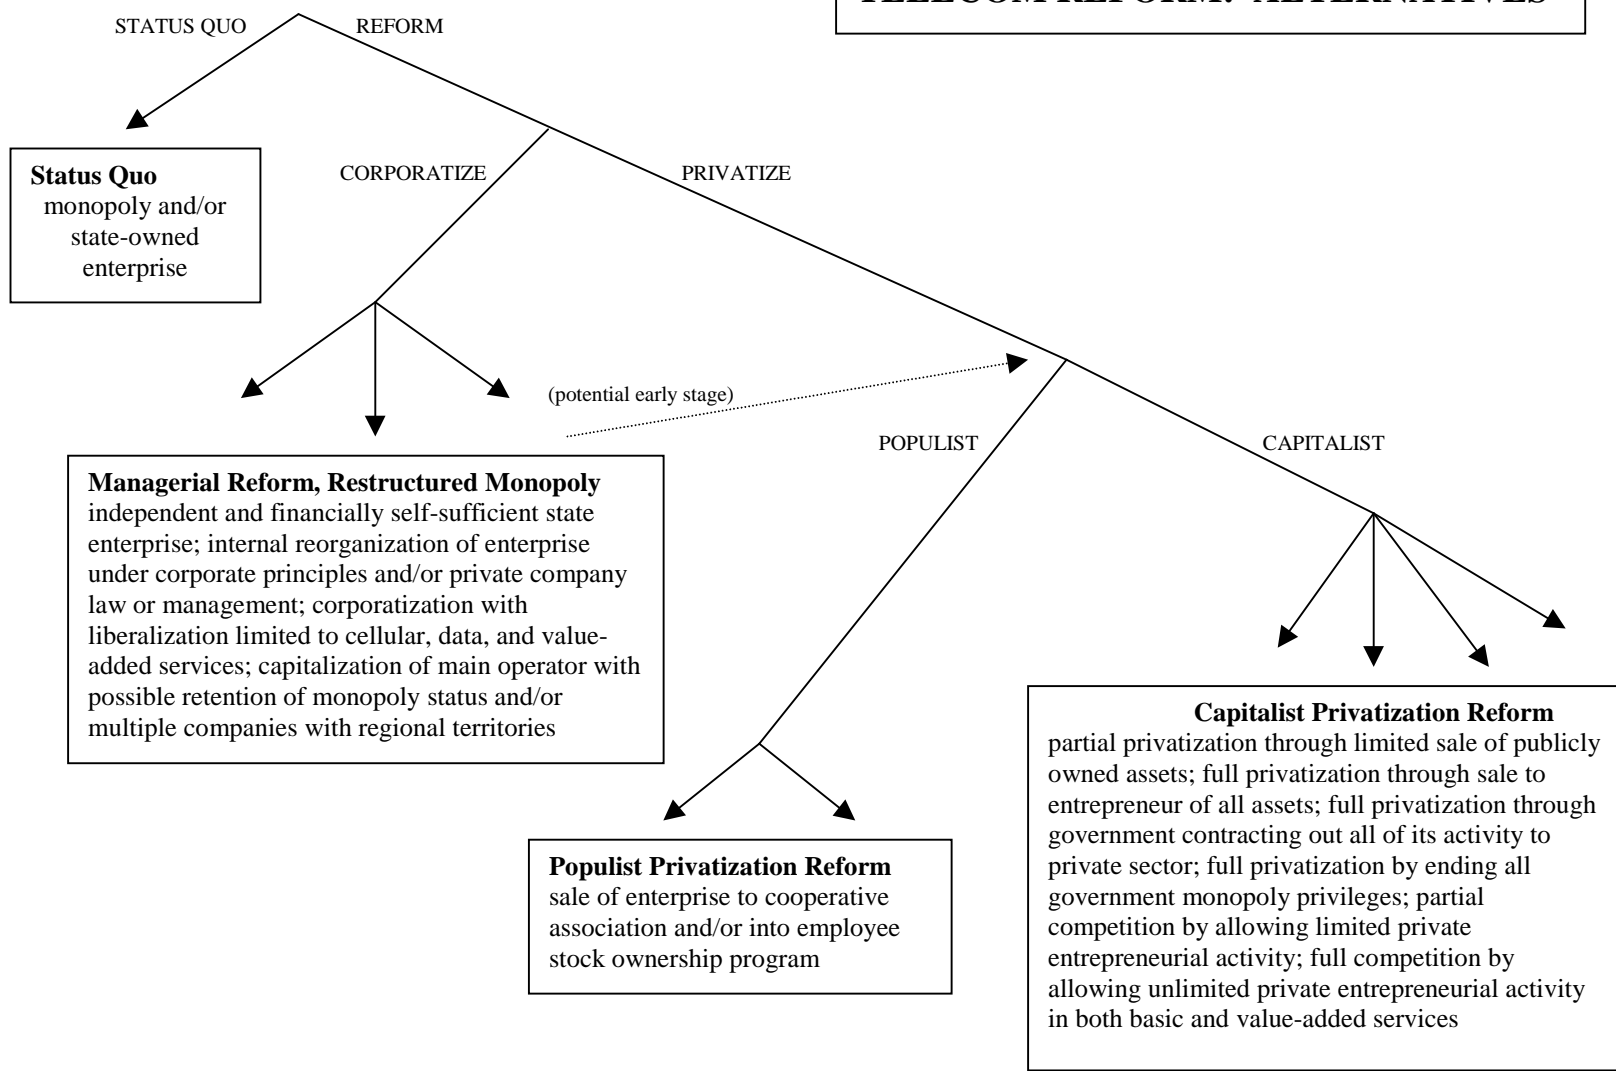 TELECOM REFORM: ALTERNATIVES
STATUS QUO
REFORM
Status Quo
monopoly and/or
state-owned
enterprise
CORPORATIZE
PRIVATIZE
(potential early stage)
POPULIST
CAPITALIST
Managerial Reform, Restructured Monopoly
independent and financially self-sufficient state
enterprise; internal reorganization of enterprise
under corporate principles and/or private company
law or management; corporatization with
liberalization limited to cellular, data, and value-
added services; capitalization of main operator with
possible retention of monopoly status and/or
multiple companies with regional territories
Populist Privatization Reform
sale of enterprise to cooperative
association and/or into employee
stock ownership program
Capitalist Privatization Reform
partial privatization through limited sale of publicly
owned assets; full privatization through sale to
entrepreneur of all assets; full privatization through
government contracting out all of its activity to
private sector; full privatization by ending all
government monopoly privileges; partial
competition by allowing limited private
entrepreneurial activity; full competition by
allowing unlimited private entrepreneurial activity
in both basic and value-added services